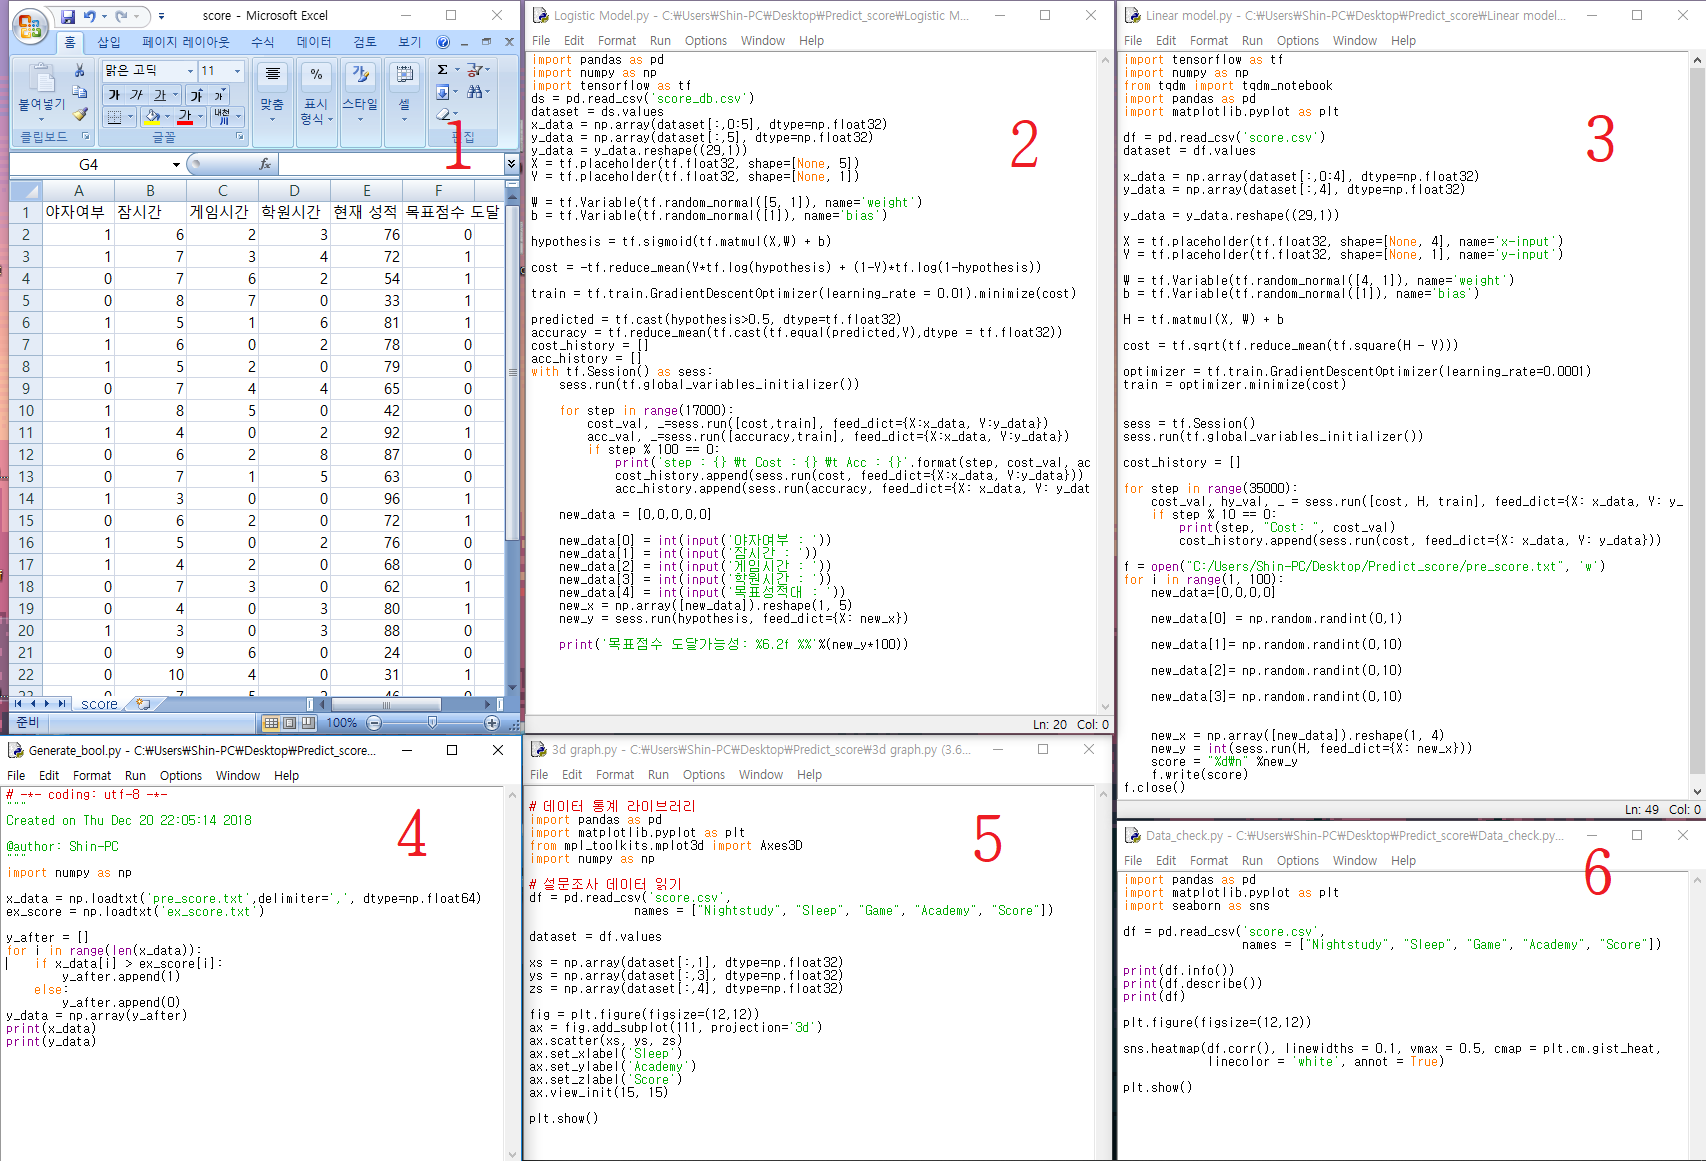 score - Microsoft Excel
홈 삽입 페이지 레이아웃 수식 데이터 검토 보기
붙여넣기
맑은 고딕 11
가 가 가 가 가
가 내천
맞춤
표시 형식
스타일
셀
Σ
클립보드 글꼴 편집
1
G4 fx
A B C D E F
1 야자여부 잠시간 게임시간 학원시간 현재 성적 목표점수 도달
2 1 6 2 3 76 0
3 1 7 3 4 72 1
4 0 7 6 2 54 1
5 0 8 7 0 33 1
6 1 5 1 6 81 1
7 1 6 0 2 78 0
8 1 5 2 0 79 0
9 0 7 4 4 65 0
10 1 8 5 0 42 0
11 1 4 0 2 92 1
12 0 6 2 8 87 0
13 0 7 1 5 63 0
14 1 3 0 0 96 1
15 0 6 2 0 72 1
16 1 5 0 2 76 0
17 1 4 2 0 68 0
18 0 7 3 0 62 1
19 0 4 0 3 80 1
20 1 3 0 3 88 0
21 0 9 6 0 24 0
22 0 10 4 0 31 1
23 0 7 5 2 46 0
score
준비 100%
Logistic Model.py - C:₩Users₩Shin-PC₩Desktop₩Predict_score₩Logistic M...
File Edit Format Run Options Window Help
2
import pandas as pd
import numpy as np
import tensorflow as tf
ds = pd.read_csv('score_db.csv')
dataset = ds.values
x_data = np.array(dataset[:,0:5], dtype=np.float32)
y_data = np.array(dataset[:,5], dtype=np.float32)
y_data = y_data.reshape((29,1))
X = tf.placeholder(tf.float32, shape=[None, 5])
Y = tf.placeholder(tf.float32, shape=[None, 1])
W = tf.Variable(tf.random_normal([5, 1]), name='weight')
b = tf.Variable(tf.random_normal([1]), name='bias')
hypothesis = tf.sigmoid(tf.matmul(X,W) + b)
cost = -tf.reduce_mean(Y*tf.log(hypothesis) + (1-Y)*tf.log(1-hypothesis))
train = tf.train.GradientDescentOptimizer(learning_rate = 0.01).minimize(cost)
predicted = tf.cast(hypothesis>0.5, dtype=tf.float32)
accuracy = tf.reduce_mean(tf.cast(tf.equal(predicted,Y),dtype = tf.float32))
cost_history = []
acc_history = []
with tf.Session() as sess:
sess.run(tf.global_variables_initializer())
for step in range(17000):
cost_val, _=sess.run([cost,train], feed_dict={X:x_data, Y:y_data})
acc_val, _=sess.run([accuracy,train], feed_dict={X:x_data, Y:y_data})
if step % 100 == 0:
print('step : {} ₩t Cost : {} ₩t Acc : {}'.format(step, cost_val, ac
cost_history.append(sess.run(cost, feed_dict={X:x_data, Y:y_data}))
acc_history.append(sess.run(accuracy, feed_dict={X: x_data, Y: y_dat
new_data = [0,0,0,0,0]
new_data[0] = int(input('야자여부 : '))
new_data[1] = int(input('잠시간 : '))
new_data[2] = int(input('게임시간 : '))
new_data[3] = int(input('학원시간 : '))
new_data[4] = int(input('목표성적대 : '))
new_x = np.array([new_data]).reshape(1, 5)
new_y = sess.run(hypothesis, feed_dict={X: new_x})
print('목표점수 도달가능성: %6.2f %%'%(new_y*100))
Ln: 20 Col: 0
Linear model.py - C:₩Users₩Shin-PC₩Desktop₩Predict_score₩Linear model...
File Edit Format Run Options Window Help
3
import tensorflow as tf
import numpy as np
from tqdm import tqdm_notebook
import pandas as pd
import matplotlib.pyplot as plt
df = pd.read_csv('score.csv')
dataset = df.values
x_data = np.array(dataset[:,0:4], dtype=np.float32)
y_data = np.array(dataset[:,4], dtype=np.float32)
y_data = y_data.reshape((29,1))
X = tf.placeholder(tf.float32, shape=[None, 4], name='x-input')
Y = tf.placeholder(tf.float32, shape=[None, 1], name='y-input')
W = tf.Variable(tf.random_normal([4, 1]), name='weight')
b = tf.Variable(tf.random_normal([1]), name='bias')
H = tf.matmul(X, W) + b
cost = tf.sqrt(tf.reduce_mean(tf.square(H - Y)))
optimizer = tf.train.GradientDescentOptimizer(learning_rate=0.0001)
train = optimizer.minimize(cost)
sess = tf.Session()
sess.run(tf.global_variables_initializer())
cost_history = []
for step in range(35000):
cost_val, hy_val, _ = sess.run([cost, H, train], feed_dict={X: x_data, Y: y_
if step % 10 == 0:
print(step, "Cost: ", cost_val)
cost_history.append(sess.run(cost, feed_dict={X: x_data, Y: y_data}))
f = open("C:/Users/Shin-PC/Desktop/Predict_score/pre_score.txt", 'w')
for i in range(1, 100):
new_data=[0,0,0,0]
new_data[0] = np.random.randint(0,1)
new_data[1]= np.random.randint(0,10)
new_data[2]= np.random.randint(0,10)
new_data[3]= np.random.randint(0,10)
new_x = np.array([new_data]).reshape(1, 4)
new_y = int(sess.run(H, feed_dict={X: new_x}))
score = "%d₩n" %new_y
f.write(score)
f.close()
Ln: 49 Col: 0
Generate_bool.py - C:₩Users₩Shin-PC₩Desktop₩Predict_score...
File Edit Format Run Options Window Help
4
# -*- coding: utf-8 -*-
"""
Created on Thu Dec 20 22:05:14 2018
@author: Shin-PC
"""
import numpy as np
x_data = np.loadtxt('pre_score.txt',delimiter=',', dtype=np.float64)
ex_score = np.loadtxt('ex_score.txt')
y_after = []
for i in range(len(x_data)):
if x_data[i] > ex_score[i]:
y_after.append(1)
else:
y_after.append(0)
y_data = np.array(y_after)
print(x_data)
print(y_data)
3d graph.py - C:₩Users₩Shin-PC₩Desktop₩Predict_score₩3d graph.py (3.6...
File Edit Format Run Options Window Help
5
# 데이터 통계 라이브러리
import pandas as pd
import matplotlib.pyplot as plt
from mpl_toolkits.mplot3d import Axes3D
import numpy as np
# 설문조사 데이터 읽기
df = pd.read_csv('score.csv',
names = ["Nightstudy", "Sleep", "Game", "Academy", "Score"])
dataset = df.values
xs = np.array(dataset[:,1], dtype=np.float32)
ys = np.array(dataset[:,3], dtype=np.float32)
zs = np.array(dataset[:,4], dtype=np.float32)
fig = plt.figure(figsize=(12,12))
ax = fig.add_subplot(111, projection='3d')
ax.scatter(xs, ys, zs)
ax.set_xlabel('Sleep')
ax.set_ylabel('Academy')
ax.set_zlabel('Score')
ax.view_init(15, 15)
plt.show()
Data_check.py - C:₩Users₩Shin-PC₩Desktop₩Predict_score₩Data_check.py...
File Edit Format Run Options Window Help
6
import pandas as pd
import matplotlib.pyplot as plt
import seaborn as sns
df = pd.read_csv('score.csv',
names = ["Nightstudy", "Sleep", "Game", "Academy", "Score"])
print(df.info())
print(df.describe())
print(df)
plt.figure(figsize=(12,12))
sns.heatmap(df.corr(), linewidths = 0.1, vmax = 0.5, cmap = plt.cm.gist_heat,
linecolor = 'white', annot = True)
plt.show()